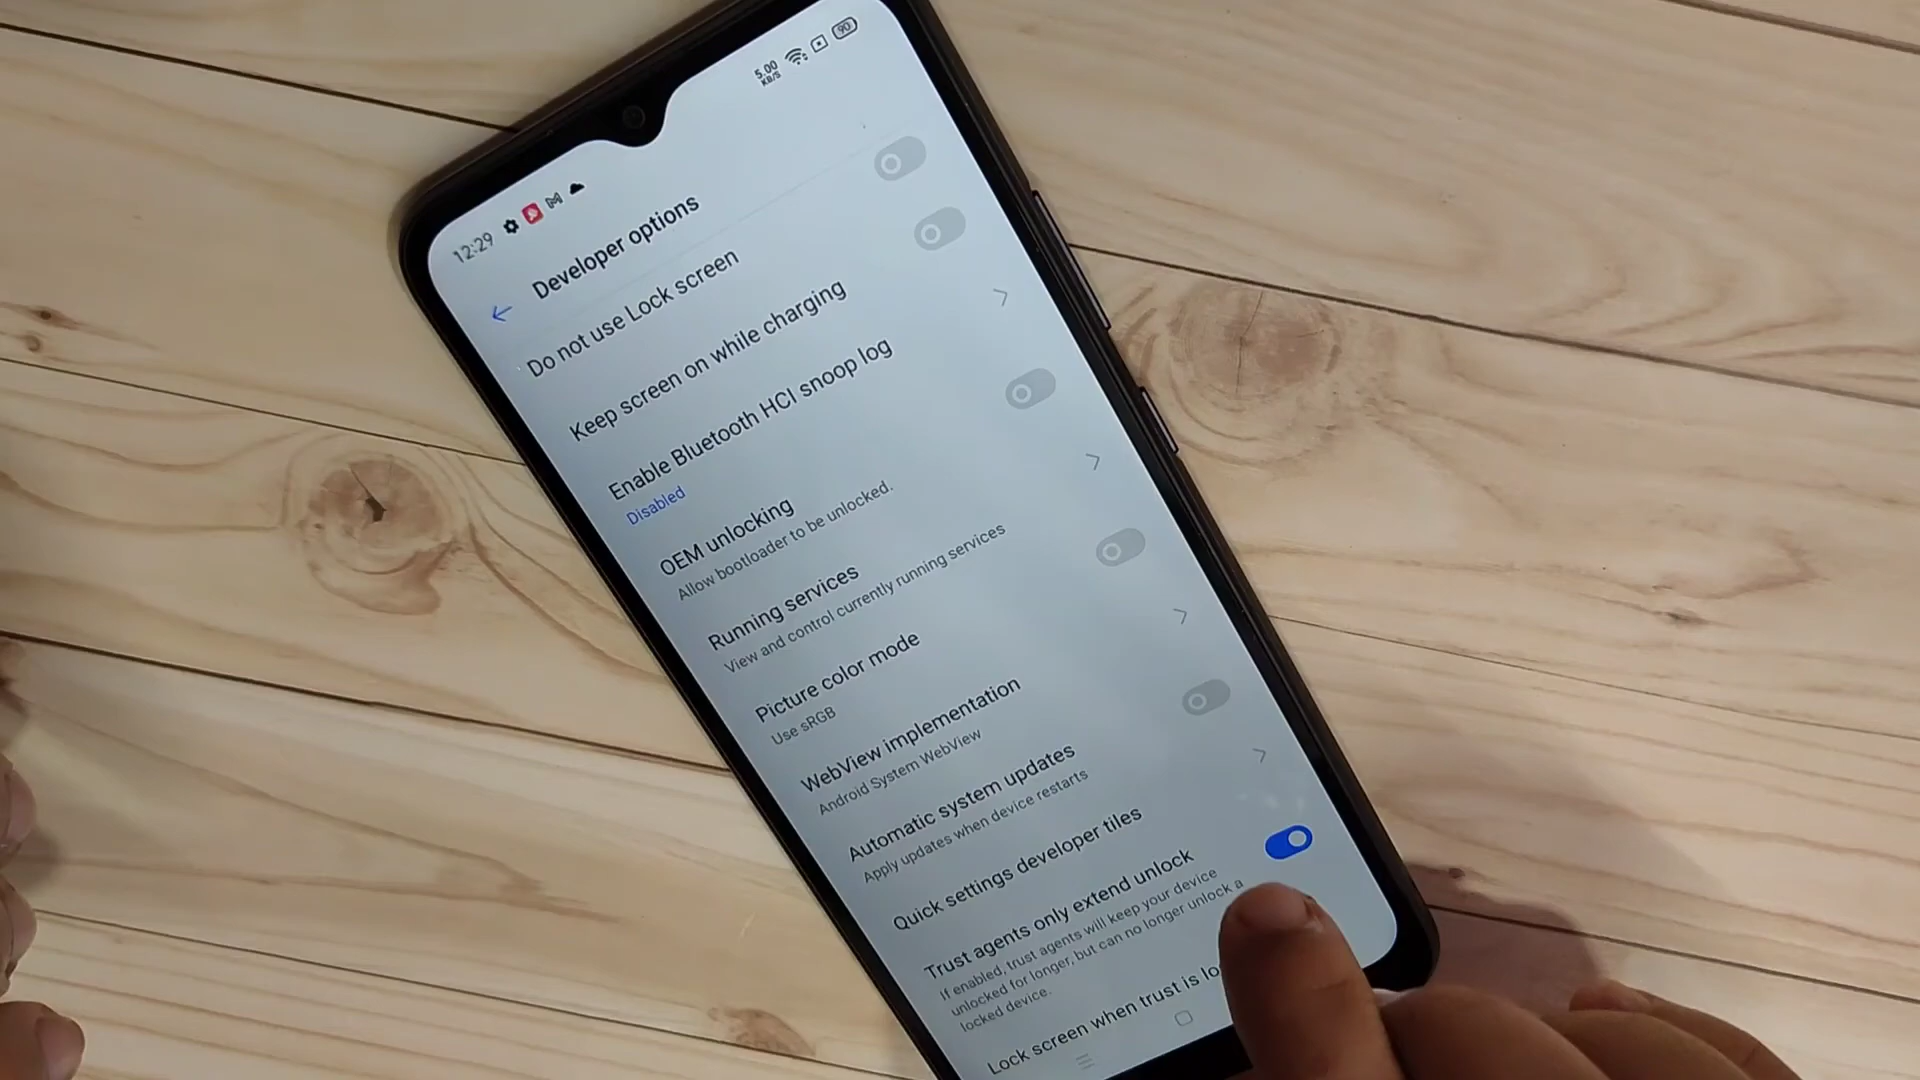 12:29
5.00
KB/S
90
Developer options
Do not use Lock screen
Keep screen on while charging
Enable Bluetooth HCI snoop log
Disabled
OEM unlocking
Allow bootloader to be unlocked.
Running services
View and control currently running services
Picture color mode
Use sRGB
WebView implementation
Android System WebView
Automatic system updates
Apply updates when device restarts
Quick settings developer tiles
Trust agents only extend unlock
If enabled, trust agents will keep your device
unlocked for longer, but can no longer unlock a
locked device.
Lock screen when trust is